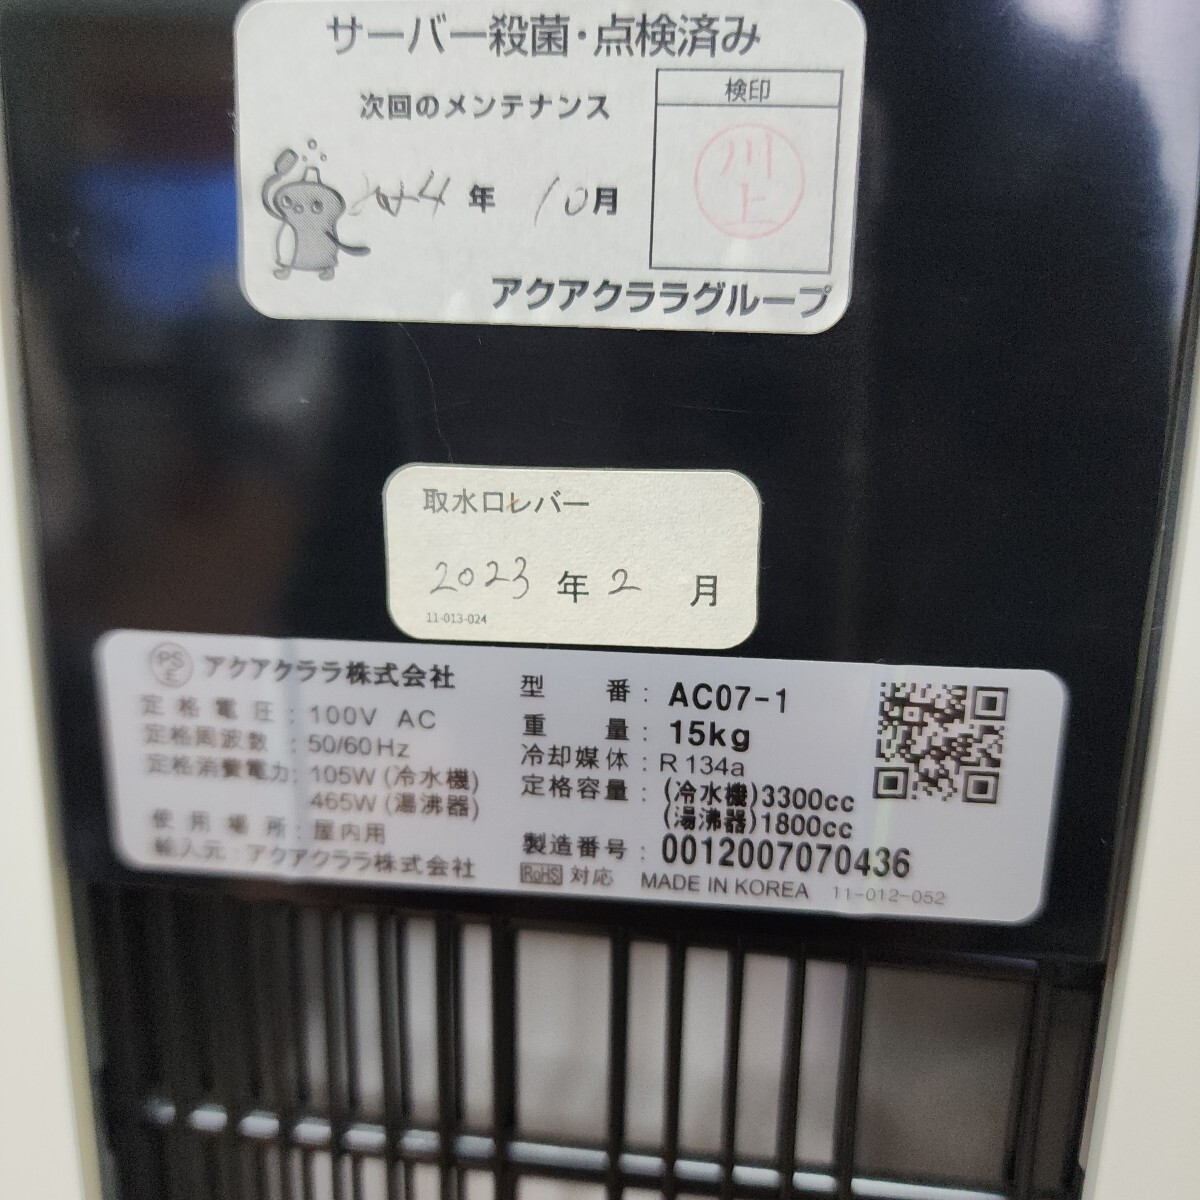 サーバー殺菌・点検済み
次回のメンテナンス
検印
川上
年 10月
アクアクララグループ
取水口レバー
2023年2月
11-013-024
PSE アクアクララ株式会社
定格電圧：100V AC
定格周波数：50/60Hz
定格消費電力：105W (冷水機)
465W (湯沸器)
使用場所：屋内用
輸入元：アクアクララ株式会社
型番：AC07-1
重量：15kg
冷却媒体：R 134a
定格容量：(冷水機)3300cc
(湯沸器)1800cc
製造番号：0012007070436
RoHS 対応 MADE IN KOREA 11-012-052